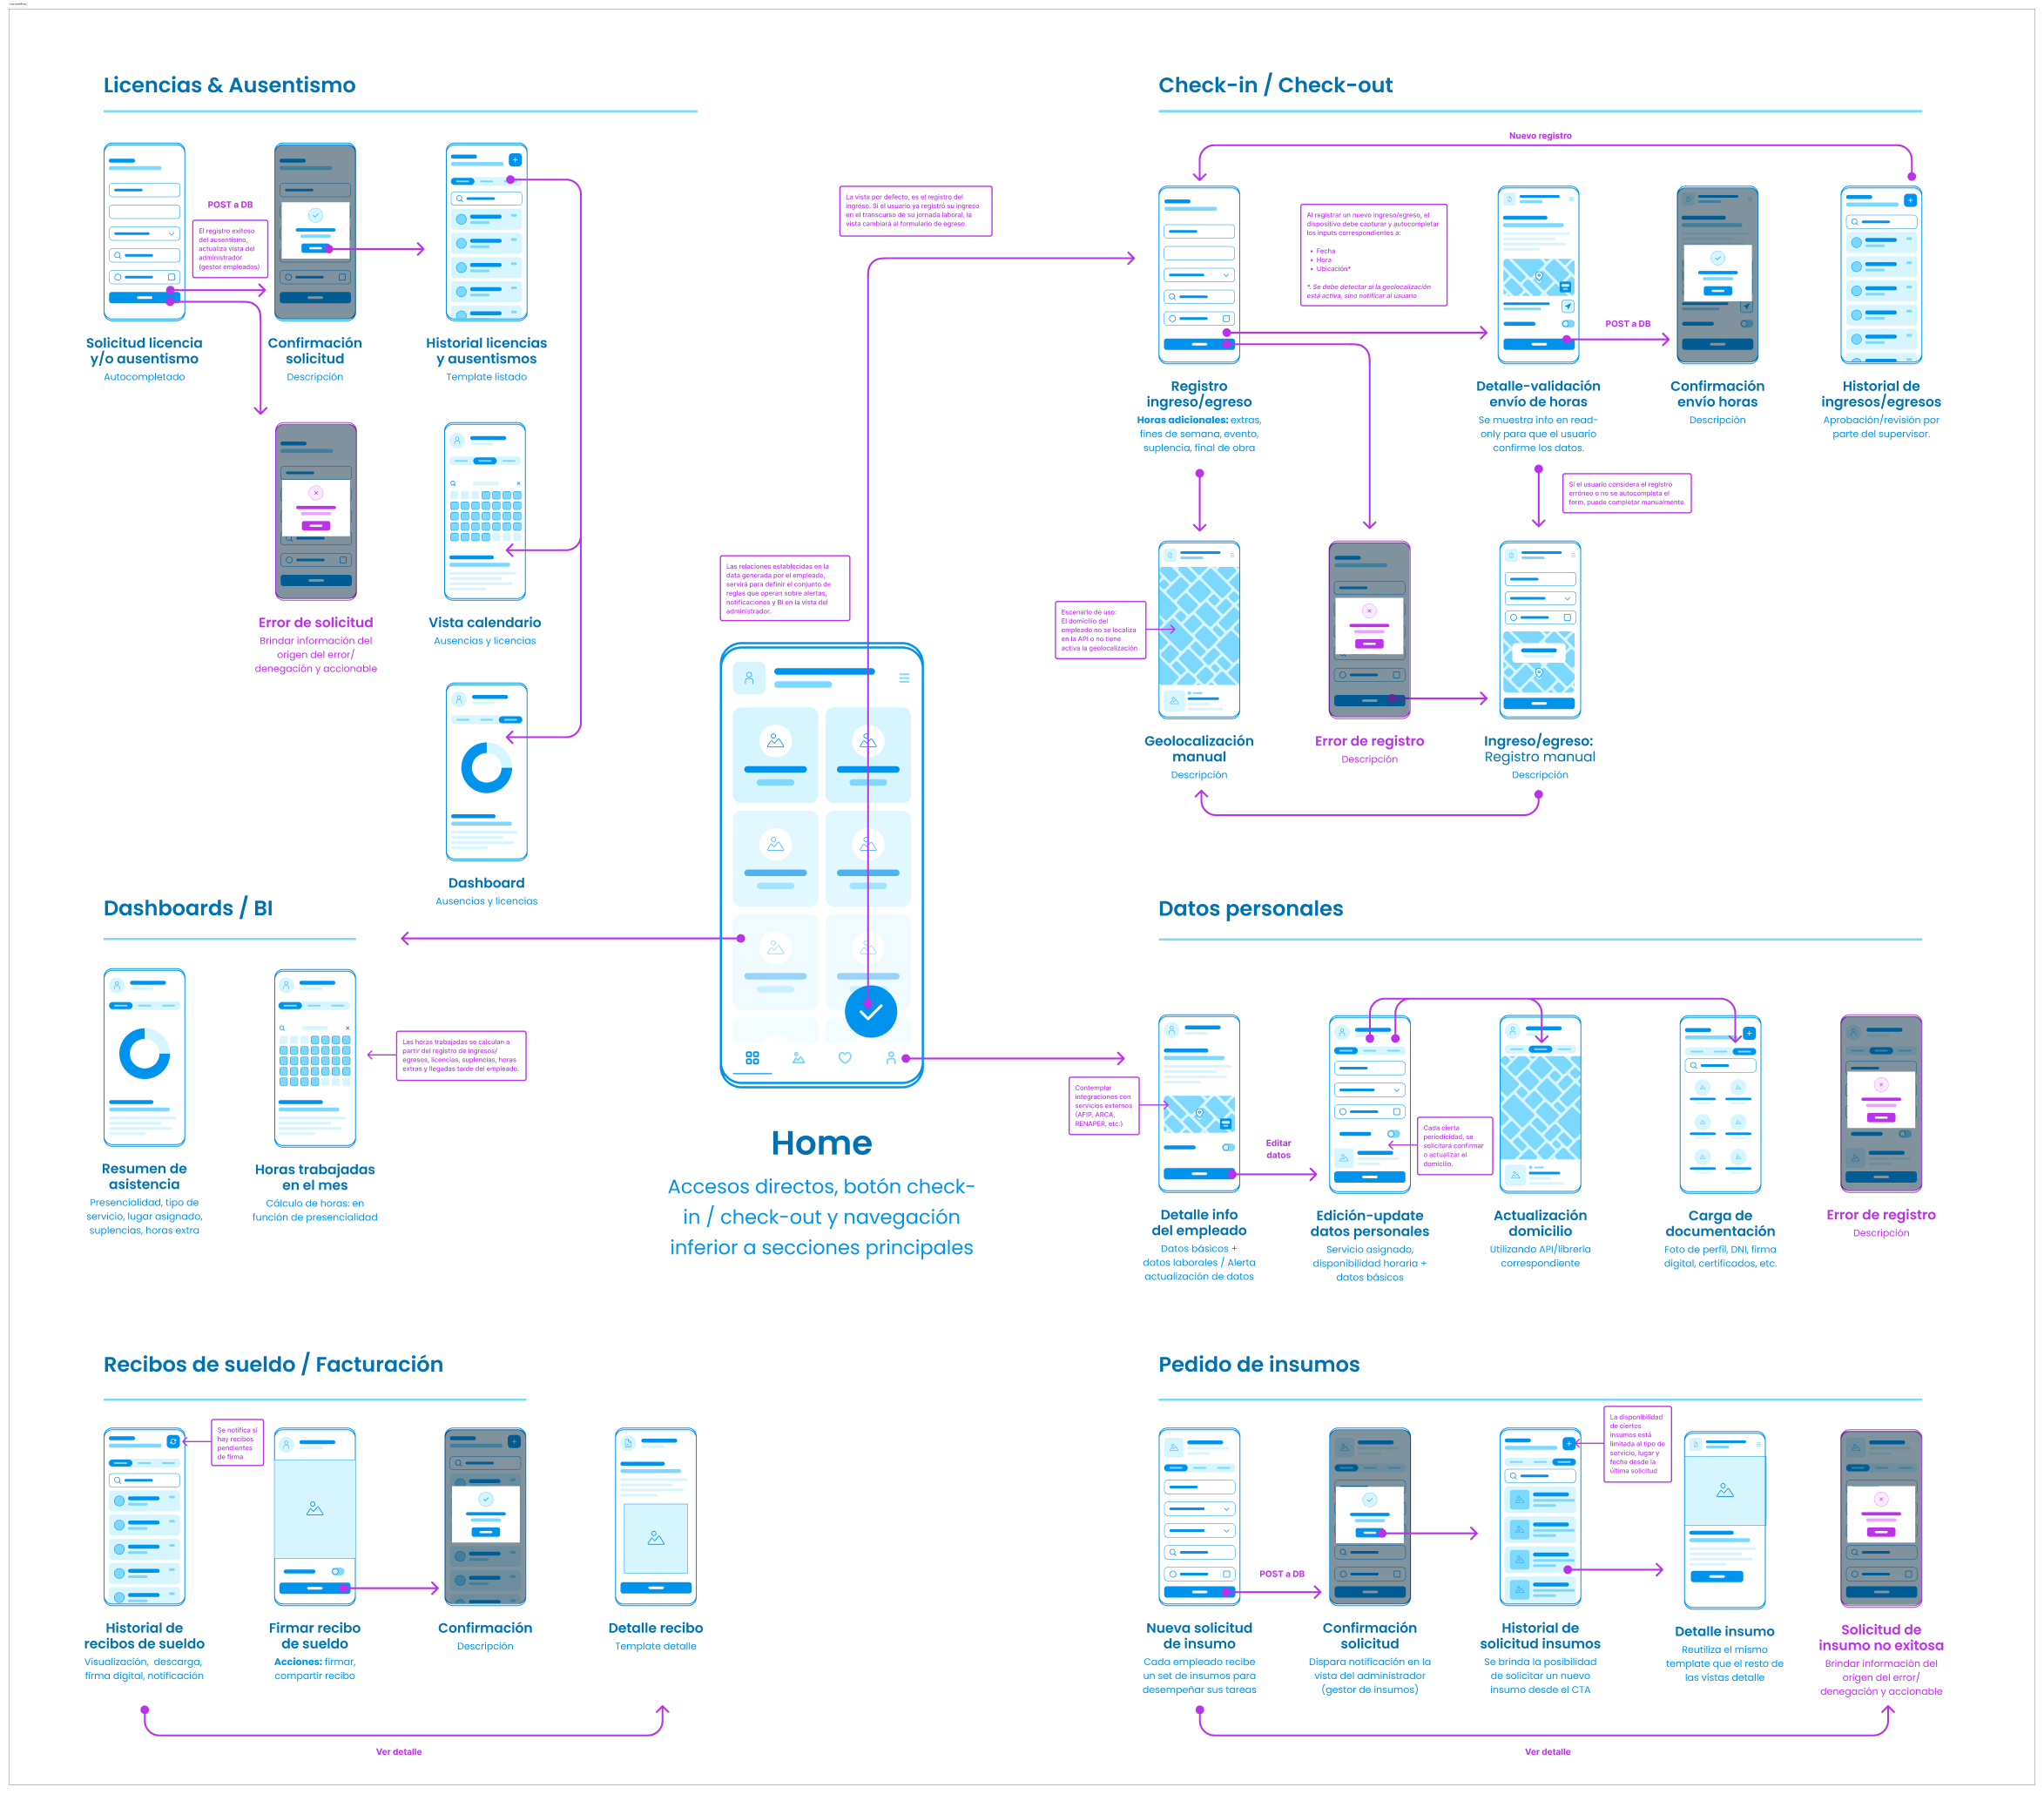 Licencias & Ausentismo
POST a DB
El registro exitoso
del ausentismo,
actualiza vista del
administrador
(gestor empleados)
Solicitud licencia
y/o ausentismo
Autocompletado
Confirmación
solicitud
Descripción
Historial licencias
y ausentismos
Template listado
Error de solicitud
Brindar información del
origen del error/
denegación y accionable
Vista calendario
Ausencias y licencias
Dashboard
Ausencias y licencias
Check-in / Check-out
Nuevo registro
La vista por defecto, es el registro del
ingreso. Si el usuario ya registró su ingreso
en el transcurso de su jornada laboral, la
vista cambiará al formulario de egreso.
Al registrar un nuevo ingreso/egreso, el
dispositivo debe capturar y autocompletar
los inputs correspondientes a:
• Fecha
• Hora
• Ubicación*
*. Se debe detectar si la geolocalización
está activa, sino notificar al usuario
POST a DB
Registro
ingreso/egreso
Horas adicionales: extras,
fines de semana, evento,
suplencia, final de obra
Detalle-validación
envío de horas
Se muestra info en read-
only para que el usuario
confirme los datos.
Confirmación
envío horas
Descripción
Historial de
ingresos/egresos
Aprobación/revisión por
parte del supervisor.
Si el usuario considera el registro
erróneo o no se autocompleta el
form, puede completar manualmente
Escenario de uso:
El domicilio del
empleado no se localiza
en la API o no tiene
activa la geolocalización
Geolocalización
manual
Descripción
Error de registro
Descripción
Ingreso/egreso:
Registro manual
Descripción
Las relaciones establecidas en la
data generada por el empleado,
servirá para definir el conjunto de
reglas que operan sobre alertas,
notificaciones y BI en la vista del
administrador.
Home
Accesos directos, botón check-
in / check-out y navegación
inferior a secciones principales
Dashboards / BI
Las horas trabajadas se calculan a
partir del registro de ingresos/
egresos, licencias, suplencias, horas
extras y llegadas tarde del empleado.
Resumen de
asistencia
Presencialidad, tipo de
servicio, lugar asignado,
suplencias, horas extra
Horas trabajadas
en el mes
Cálculo de horas: en
función de presencialidad
Datos personales
Contemplar
integraciones con
servicios externos
(AFIP, ARCA,
RENAPER, etc.)
Editar
datos
Cada cierta
periodicidad, se
solicitará confirmar
o actualizar el
domicilio.
Detalle info
del empleado
Datos básicos +
datos laborales / Alerta
actualización de datos
Edición-update
datos personales
Servicio asignado,
disponibilidad horaria +
datos básicos
Actualización
domicilio
Utilizando API/librería
correspondiente
Carga de
documentación
Foto de perfil, DNI, firma
digital, certificados, etc.
Error de registro
Descripción
Recibos de sueldo / Facturación
Se notifica si
hay recibos
pendientes
de firma
Historial de
recibos de sueldo
Visualización, descarga,
firma digital, notificación
Firmar recibo
de sueldo
Acciones: firmar,
compartir recibo
Confirmación
Descripción
Detalle recibo
Template detalle
Ver detalle
Pedido de insumos
La disponibilidad
de ciertos
insumos está
limitada al tipo de
servicio, lugar y
fecha desde la
última solicitud
POST a DB
Nueva solicitud
de insumo
Cada empleado recibe
un set de insumos para
desempeñar sus tareas
Confirmación
solicitud
Dispara notificación en la
vista del administrador
(gestor de insumos)
Historial de
solicitud insumos
Se brinda la posibilidad
de solicitar un nuevo
insumo desde el CTA
Detalle insumo
Reutiliza el mismo
template que el resto de
las vistas detalle
Solicitud de
insumo no exitosa
Brindar información del
origen del error/
denegación y accionable
Ver detalle